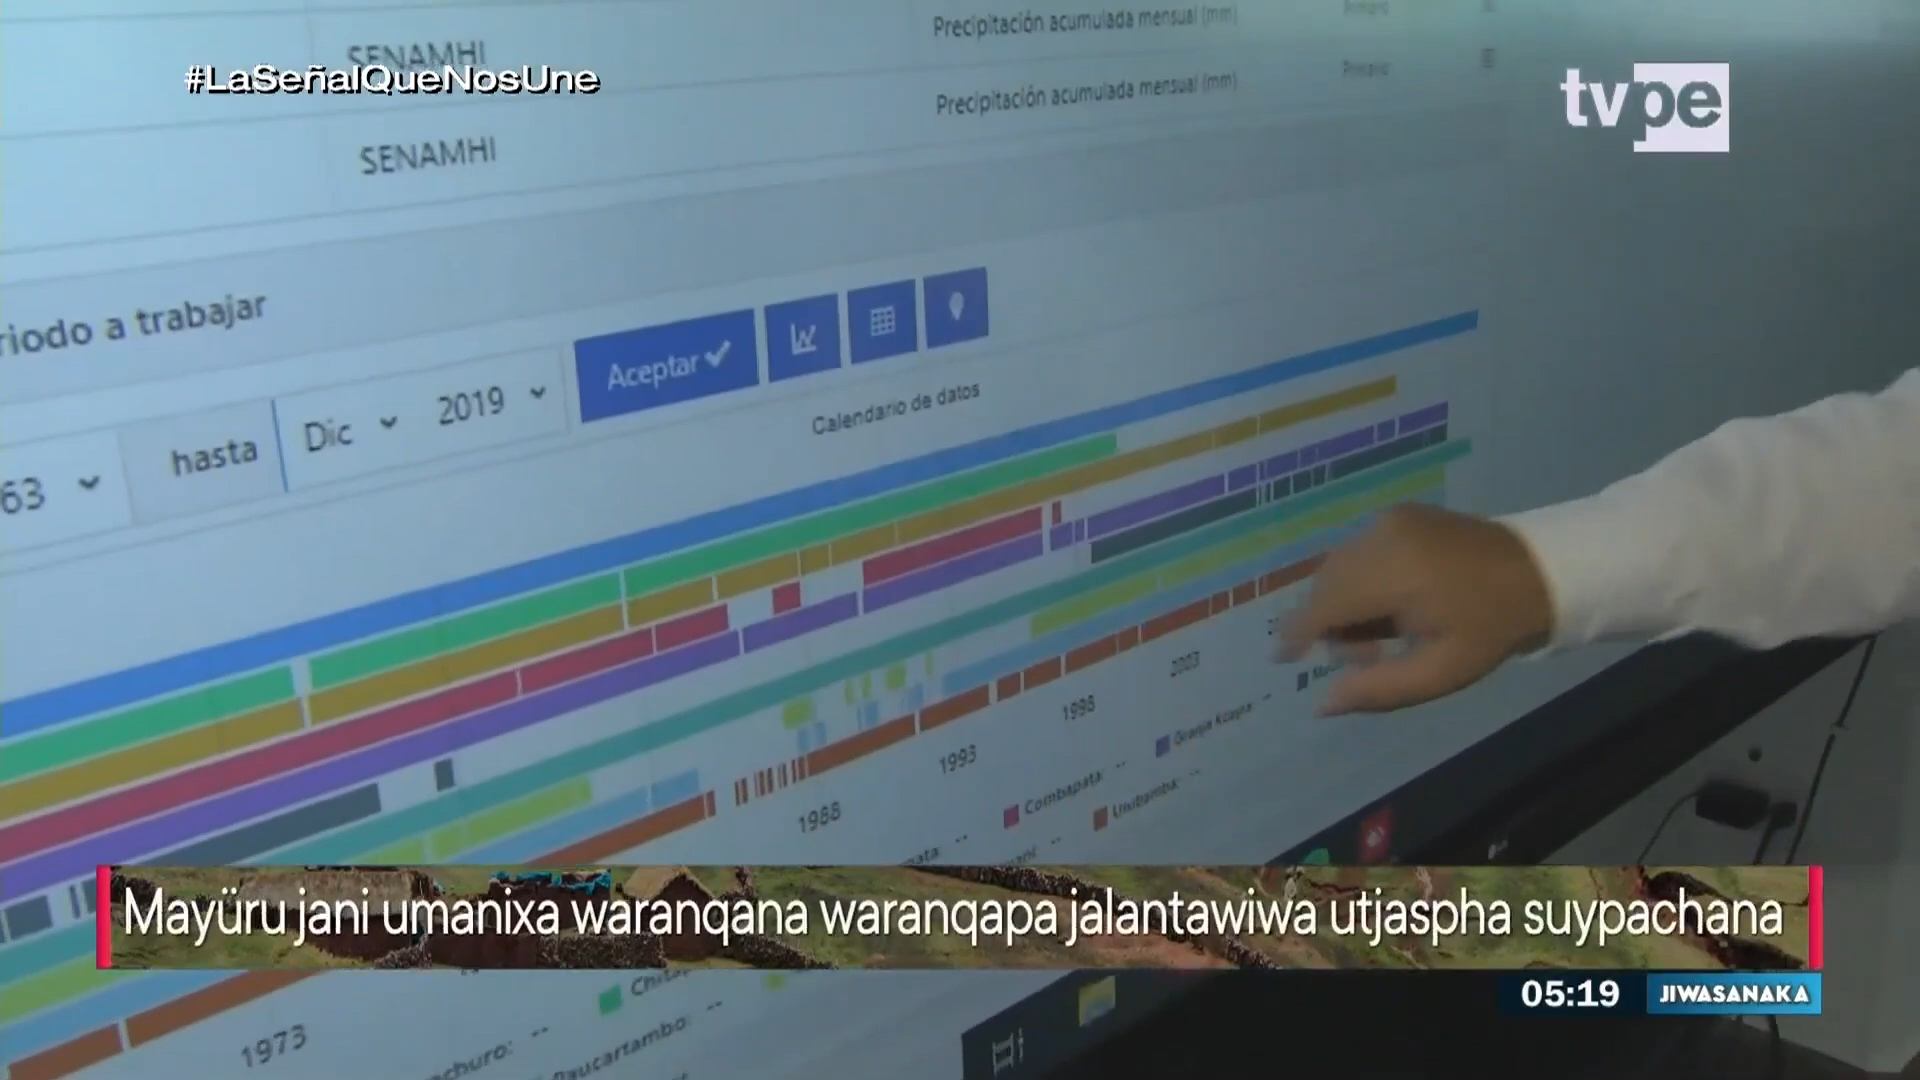 SENAMHI
Precipitación acumulada mensual (mm)
Primario
#LaSeñalQueNosUne
tvpe
SENAMHI
Precipitación acumulada mensual (mm)
Primario
riodo a trabajar
63 hasta Dic 2019 Aceptar
Calendario de datos
2003
1998
1993
1988
Combapata: --
Granja Kcayra: --
Urubamba: --
Mayüru jani umanixa waranqana waranqapa jalantawiwa utjaspha suypachana
05:19 JIWASANAKA
1973
Paucartambo: --